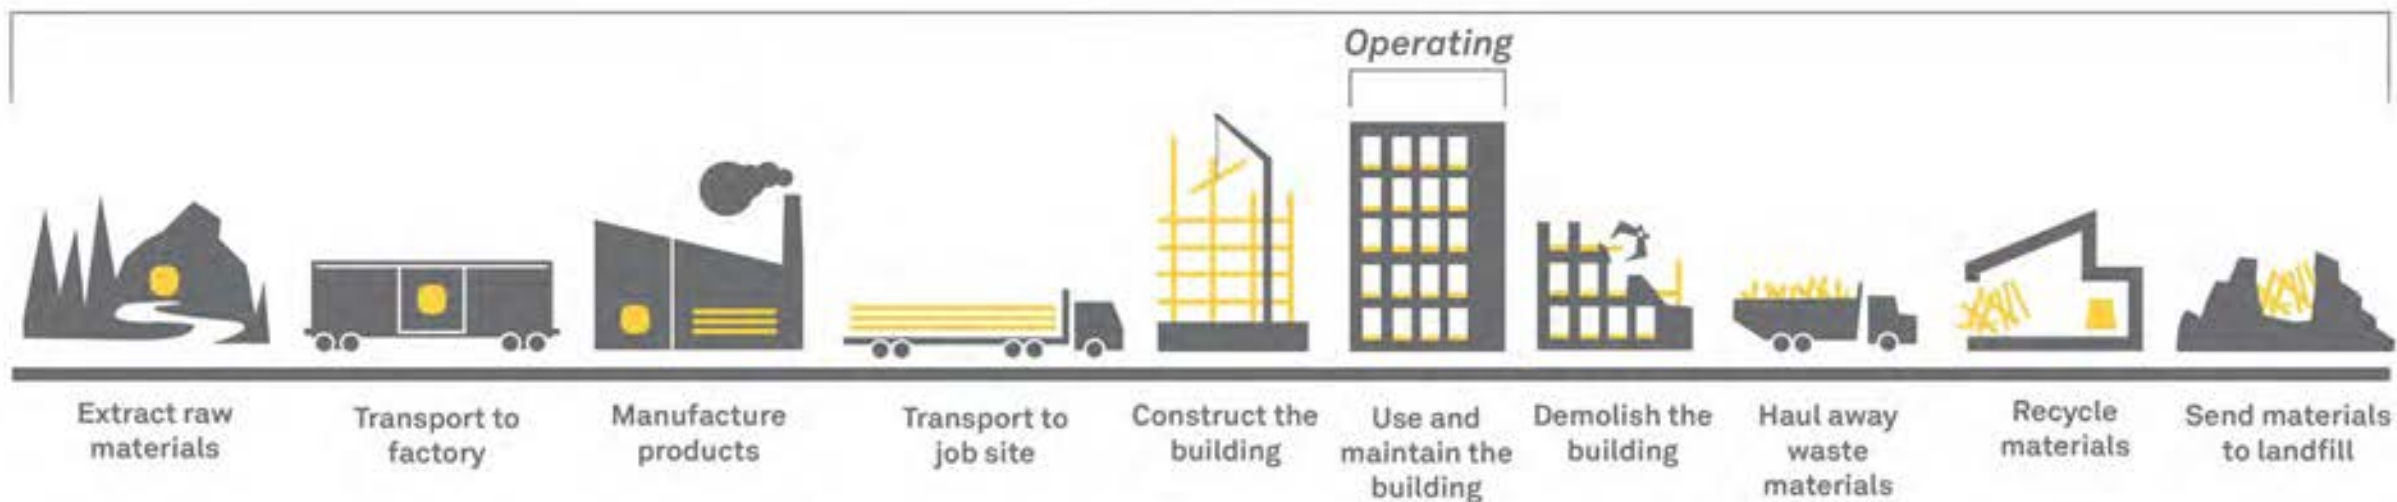 Operating
Extract raw
materials
Transport to
factory
Manufacture
products
Transport to
job site
Construct the
building
Use and
maintain the
building
Demolish the
building
Haul away
waste
materials
Recycle
materials
Send materials
to landfill